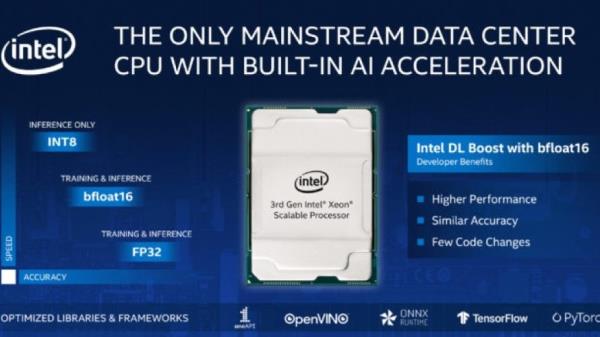 intel
THE ONLY MAINSTREAM DATA CENTER
CPU WITH BUILT-IN AI ACCELERATION
INFERENCE ONLY
INT8
TRAINING & INFERENCE
bfloat16
TRAINING & INFERENCE
FP32
SPEED
ACCURACY
intel
3rd Gen Intel® Xeon®
Scalable Processor
Intel DL Boost with bfloat16
Developer Benefits
Higher Performance
Similar Accuracy
Few Code Changes
OPTIMIZED LIBRARIES & FRAMEWORKS
oneAPI
OpenVINO
ONNX
RUNTIME
TensorFlow
PyTorc